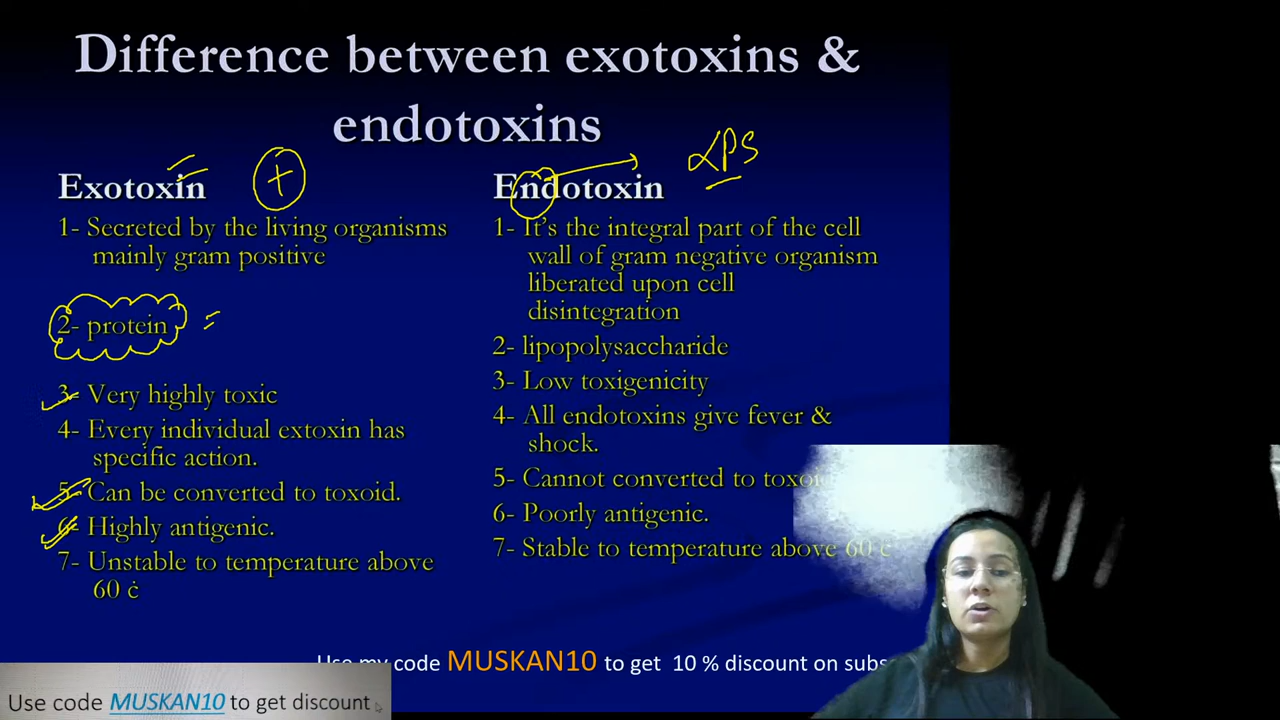 Difference between exotoxins &
endotoxins
LPS
Exotoxin
+
1- Secreted by the living organisms
mainly gram positive
2- protein
3- Very highly toxic
4- Every individual extoxin has
specific action.
5- Can be converted to toxoid.
6- Highly antigenic.
7- Unstable to temperature above
60 ċ
Endotoxin
1- It's the integral part of the cell
wall of gram negative organism
liberated upon cell
disintegration
2- lipopolysaccharide
3- Low toxigenicity
4- All endotoxins give fever &
shock.
5- Cannot converted to toxoi
6- Poorly antigenic.
7- Stable to temperature above 60 c
Use my code MUSKAN10 to get 10 % discount on subs
Use code MUSKAN10 to get discount